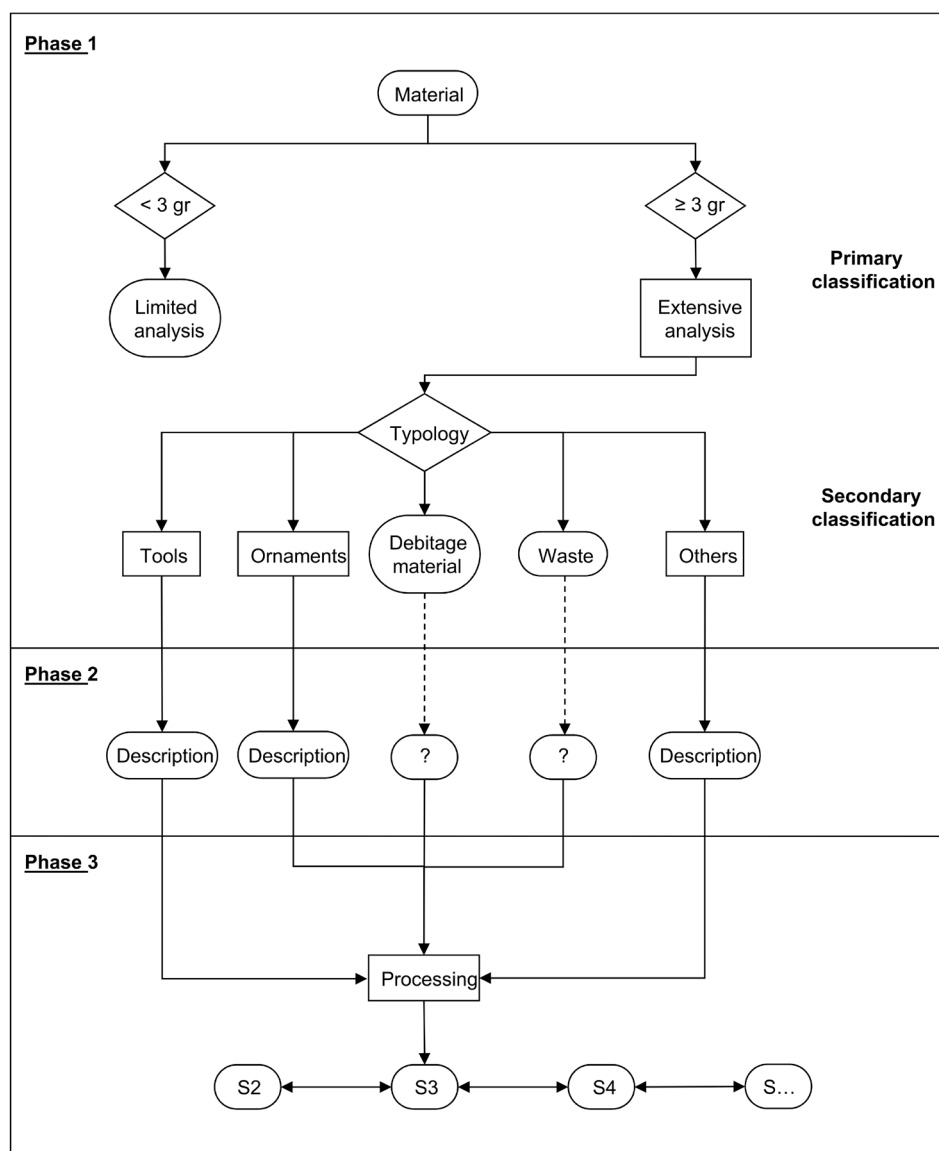 Phase 1
Material
< 3 gr
≥ 3 gr
Primary
classification
Limited
analysis
Extensive
analysis
Typology
Secondary
classification
Tools
Ornaments
Debitage
material
Waste
Others
Phase 2
Description
Description
?
?
Description
Phase 3
Processing
S2
S3
S4
S…